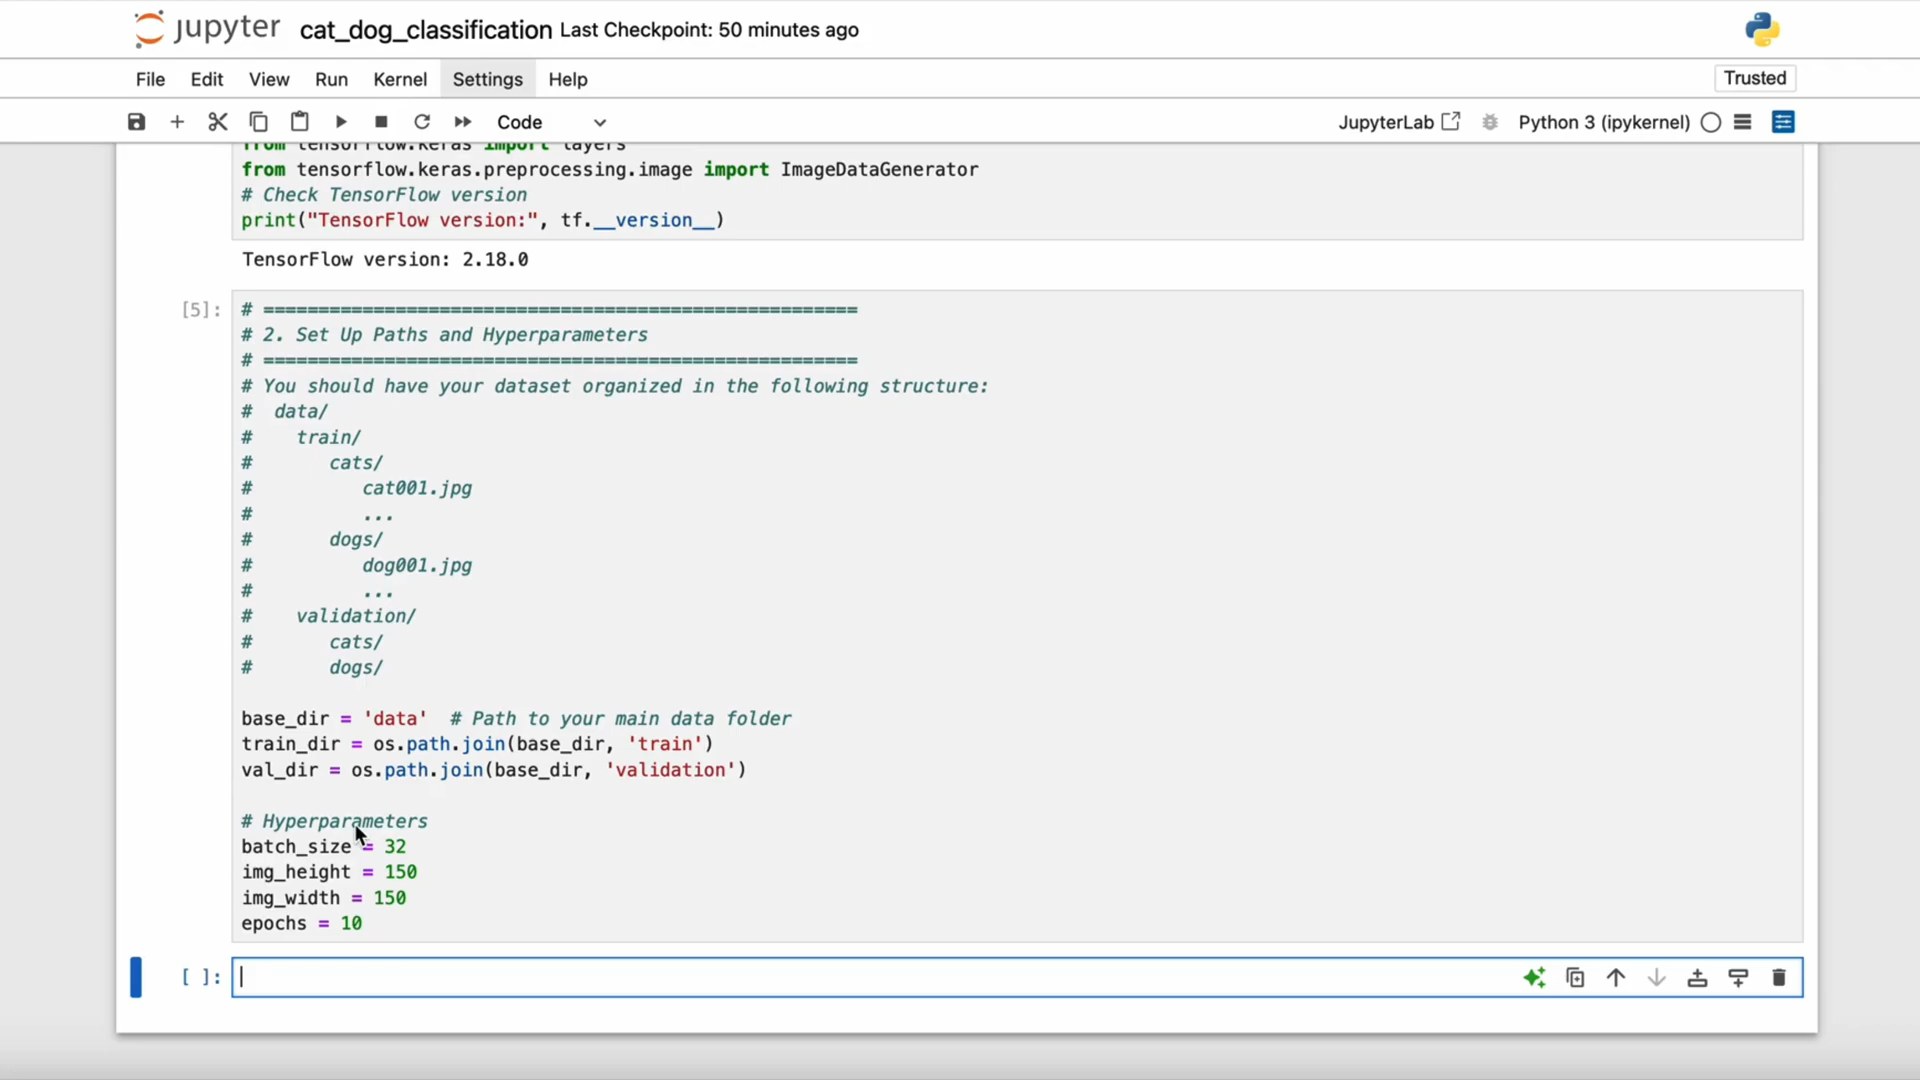 jupyter cat_dog_classification Last Checkpoint: 50 minutes ago
File Edit View Run Kernel Settings Help Trusted
Code JupyterLab Python 3 (ipykernel)
from tensorflow.keras import layers
from tensorflow.keras.preprocessing.image import ImageDataGenerator
# Check TensorFlow version
print("TensorFlow version:", tf.__version__)
TensorFlow version: 2.18.0
[5]: # ======================================================
# 2. Set Up Paths and Hyperparameters
# ======================================================
# You should have your dataset organized in the following structure:
#  data/
#    train/
#       cats/
#          cat001.jpg
#          ...
#       dogs/
#          dog001.jpg
#          ...
#    validation/
#       cats/
#       dogs/
base_dir = 'data'  # Path to your main data folder
train_dir = os.path.join(base_dir, 'train')
val_dir = os.path.join(base_dir, 'validation')
# Hyperparameters
batch_size = 32
img_height = 150
img_width = 150
epochs = 10
[ ]: